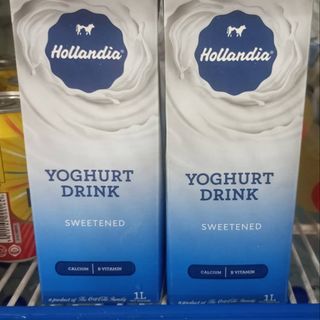 Hollandia
YOGHURT
DRINK
SWEETENED
CALCIUM | B VITAMIN
1L
Hollandia
YOGHURT
DRINK
SWEETENED
CALCIUM | B VITAMIN
1L